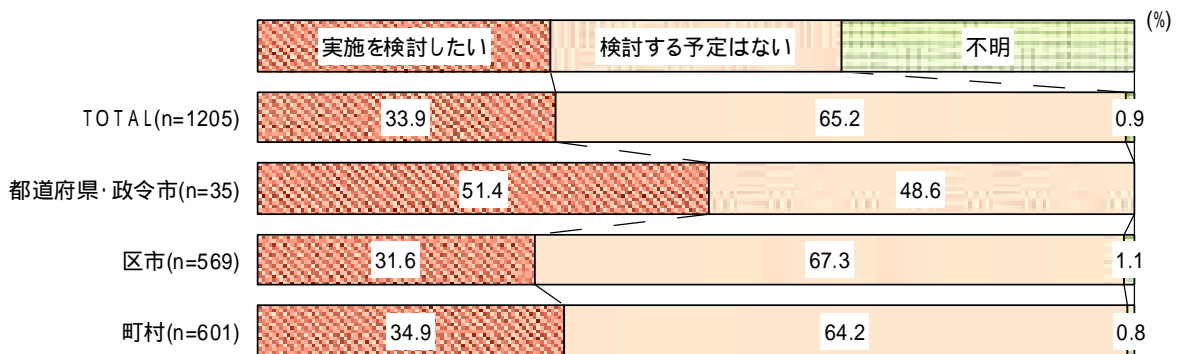 (%)
実施を検討したい 検討する予定はない 不明
TOTAL(n=1205) 33.9 65.2 0.9
都道府県・政令市(n=35) 51.4 48.6
区市(n=569) 31.6 67.3 1.1
町村(n=601) 34.9 64.2 0.8